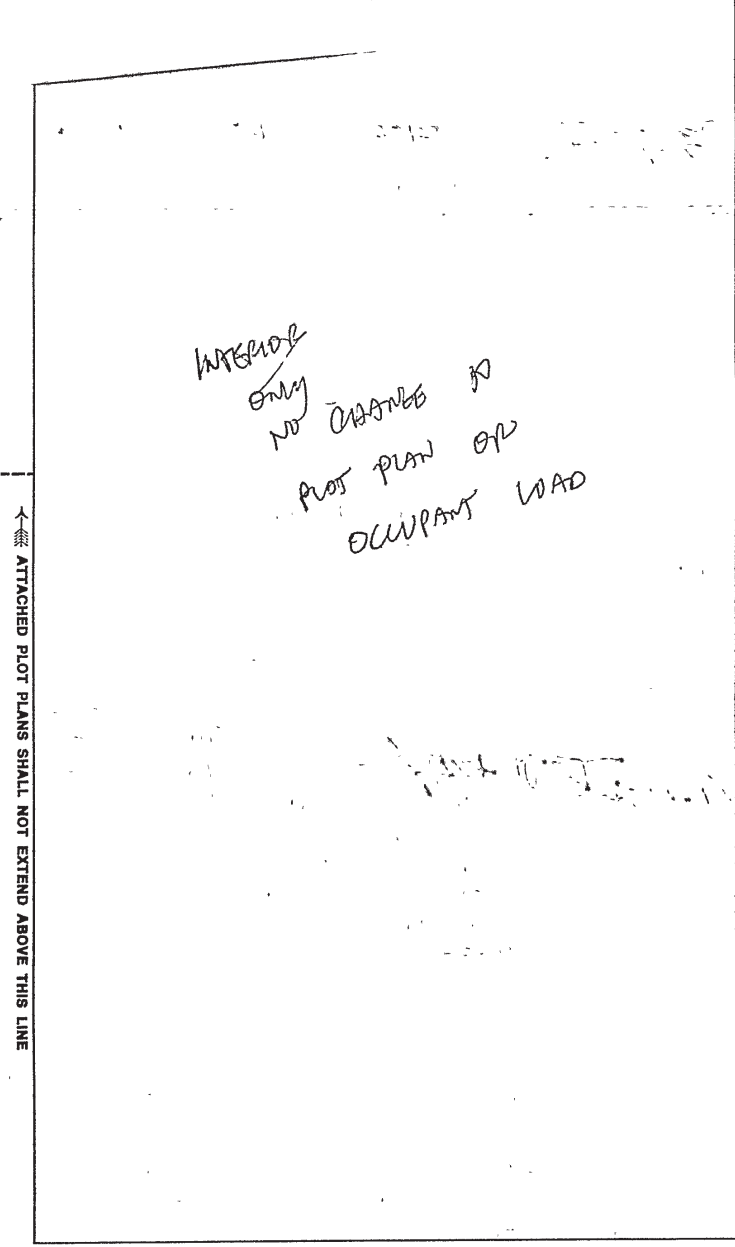 INTERIOR
ONLY
NO CHANGE TO
PLOT PLAN OR
OCCUPANT LOAD
ATTACHED PLOT PLANS SHALL NOT EXTEND ABOVE THIS LINE